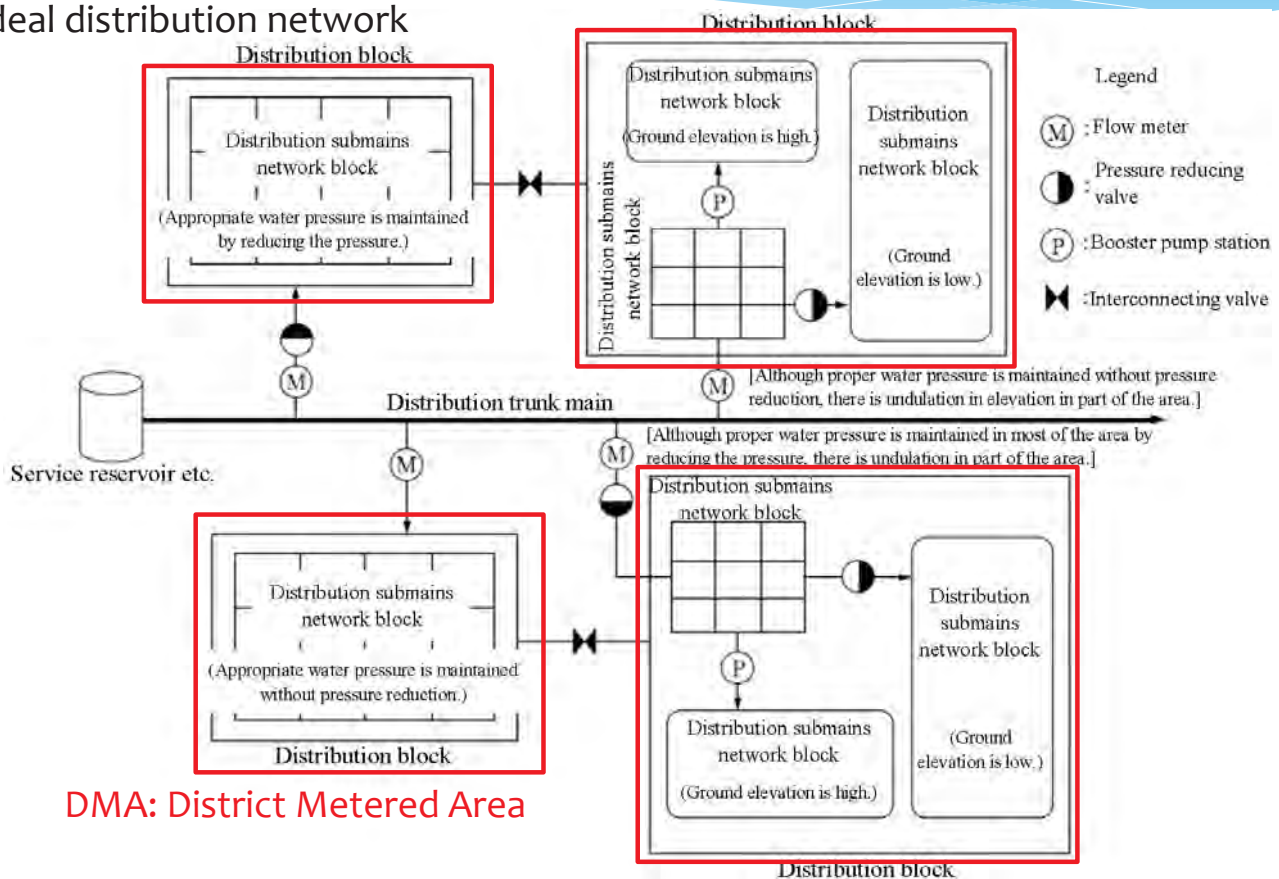 deal distribution network
Distribution block
Distribution submains
network block
(Appropriate water pressure is maintained
by reducing the pressure.)
Distribution block
Distribution submains
network block
(Ground elevation is high.)
Distribution
submains
network block
(Ground
elevation is low.)
Distribution submains
network block
P
M
Legend
M :Flow meter
: Pressure reducing
valve
P :Booster pump station
:Interconnecting valve
M
[Although proper water pressure is maintained without pressure
reduction, there is undulation in elevation in part of the area.]
Distribution trunk main
Service reservoir etc.
[Although proper water pressure is maintained in most of the area by
reducing the pressure, there is undulation in part of the area.]
M
M
Distribution submains
network block
(Appropriate water pressure is maintained
without pressure reduction.)
Distribution block
Distribution submains
network block
P
Distribution submains
network block
(Ground elevation is high.)
Distribution
submains
network block
(Ground
elevation is low.)
Distribution block
DMA: District Metered Area